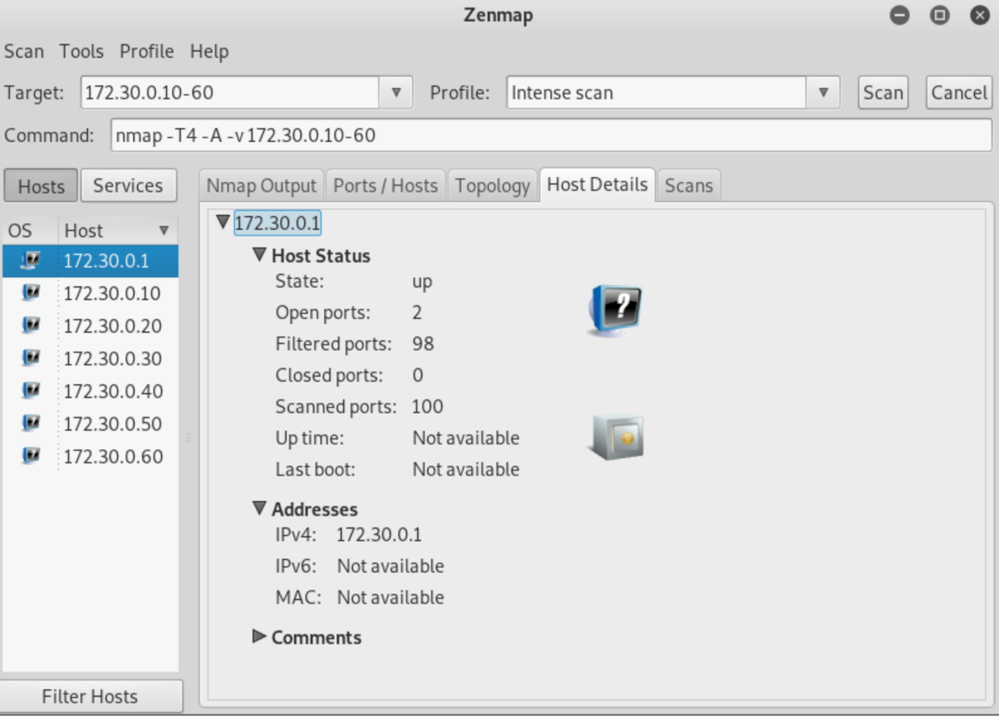 Zenmap
Scan Tools Profile Help
Target: 172.30.0.10-60 Profile: Intense scan Scan Cancel
Command: nmap -T4 -A -v 172.30.0.10-60
Hosts Services
Nmap Output Ports / Hosts Topology Host Details Scans
OS Host
172.30.0.1
172.30.0.10
172.30.0.20
172.30.0.30
172.30.0.40
172.30.0.50
172.30.0.60
Filter Hosts
172.30.0.1
Host Status
State: up
Open ports: 2
Filtered ports: 98
Closed ports: 0
Scanned ports: 100
Up time: Not available
Last boot: Not available
?
Addresses
IPv4: 172.30.0.1
IPv6: Not available
MAC: Not available
Comments